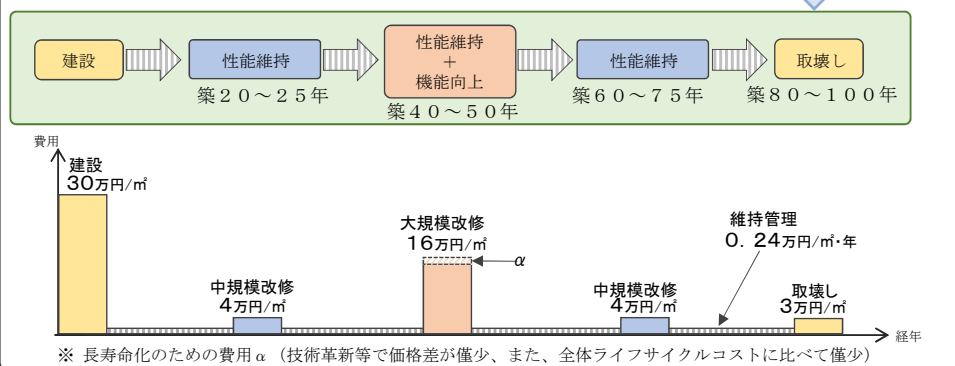 建設
性能維持
性能維持
＋
機能向上
性能維持
取壊し
築２０～２５年
築４０～５０年
築６０～７５年
築８０～１００年
費用
建設
30万円/㎡
中規模改修
4万円/㎡
大規模改修
16万円/㎡
α
中規模改修
4万円/㎡
維持管理
0. 24万円/㎡･年
取壊し
3万円/㎡
経年
※ 長寿命化のための費用α（技術革新等で価格差が僅少、また、全体ライフサイクルコストに比べて僅少）